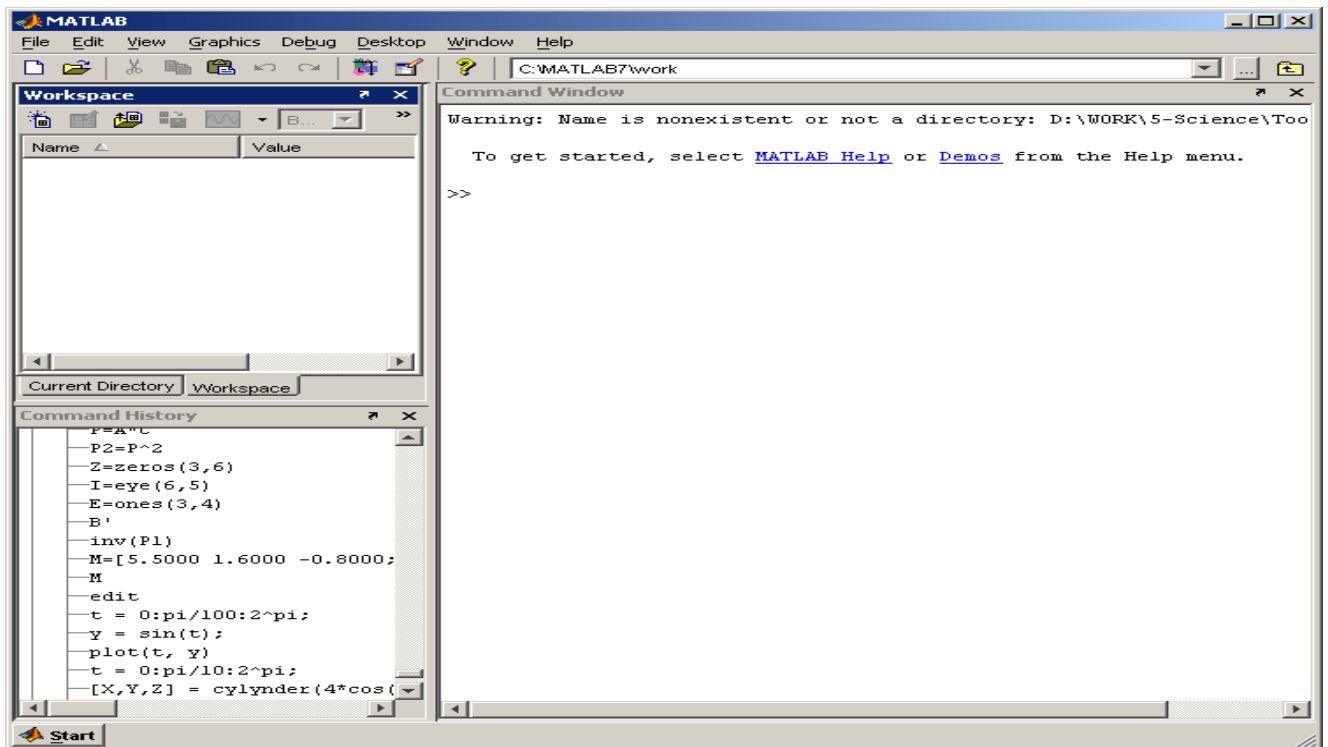 MATLAB
File Edit View Graphics Debug Desktop Window Help
C:\MATLAB7\work ...
Workspace
B...
Name Value
Current Directory Workspace
Command History
P2=P^2
Z=zeros(3,6)
I=eye(6,5)
E=ones(3,4)
B'
inv(P1)
M=[5.5000 1.6000 -0.8000;
M
edit
t = 0:pi/100:2^pi;
y = sin(t);
plot(t, y)
t = 0:pi/10:2^pi;
[X,Y,Z] = cylynder(4*cos(
Command Window
Warning: Name is nonexistent or not a directory: D:\WORK\5-Science\Too
To get started, select MATLAB Help or Demos from the Help menu.
>>
Start